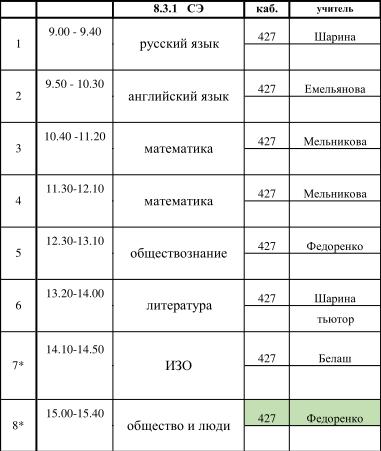 8.3.1 СЭ каб. учитель
1 9.00 - 9.40 русский язык 427 Шарина
2 9.50 - 10.30 английский язык 427 Емельянова
3 10.40 -11.20 математика 427 Мельникова
4 11.30-12.10 математика 427 Мельникова
5 12.30-13.10 обществознание 427 Федоренко
6 13.20-14.00 литература 427 Шарина
тьютор
7* 14.10-14.50 ИЗО 427 Белаш
8* 15.00-15.40 общество и люди 427 Федоренко